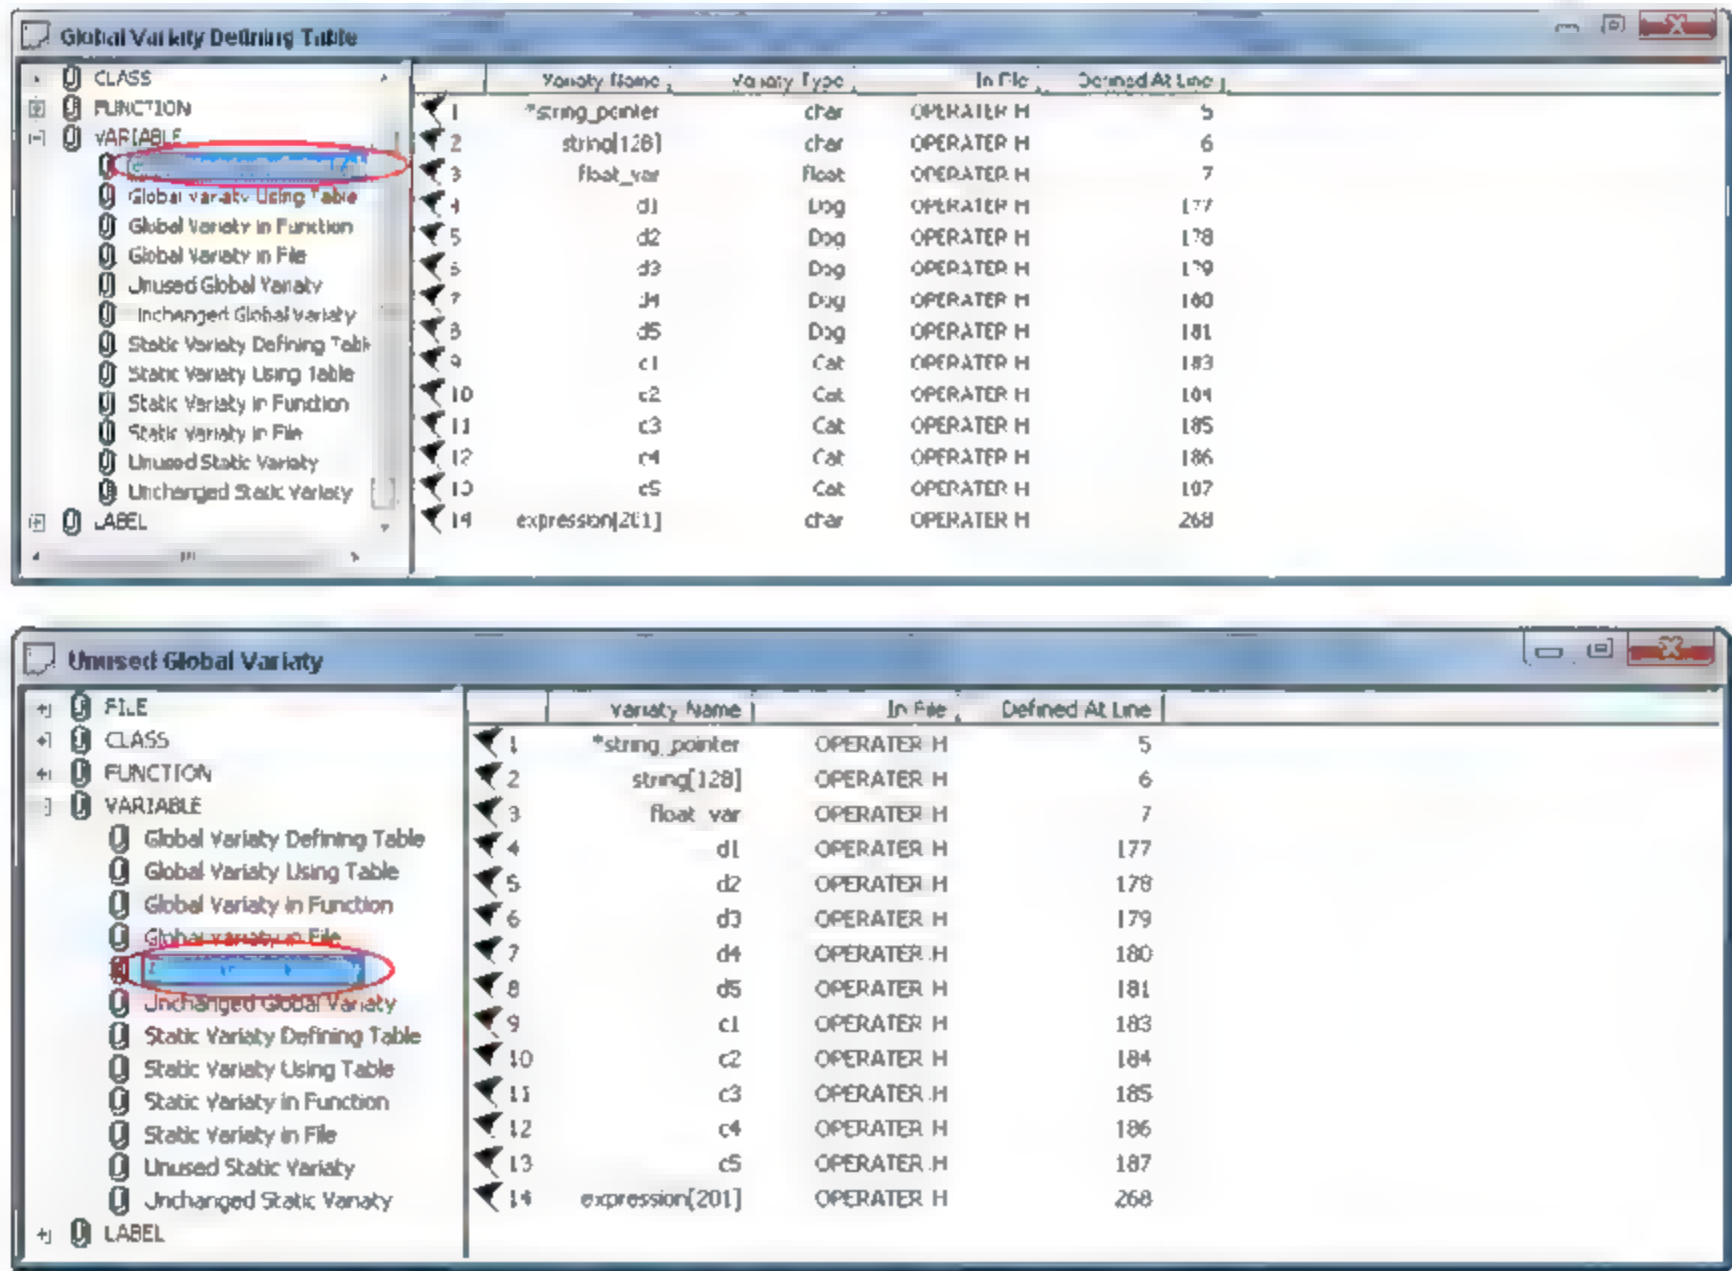 Global Variaty Defining Table
CLASS
FUNCTION
VARIABLE
Global Variaty Using Table
Global Variaty in Function
Global Variaty in File
Unused Global Variaty
Unchanged Global Variaty
Static Variaty Defining Table
Static Variaty Using Table
Static Variaty in Function
Static Variaty in File
Unused Static Variaty
Unchanged Static Variaty
LABEL
Variaty Name Variaty Type In File Defined At Line
1 *string_pointer char OPERATER.H 5
2 string[128] char OPERATER.H 6
3 float_var float OPERATER.H 7
4 d1 Dog OPERATER.H 177
5 d2 Dog OPERATER.H 178
6 d3 Dog OPERATER.H 179
7 d4 Dog OPERATER.H 180
8 d5 Dog OPERATER.H 181
9 c1 Cat OPERATER.H 183
10 c2 Cat OPERATER.H 184
11 c3 Cat OPERATER.H 185
12 c4 Cat OPERATER.H 186
13 c5 Cat OPERATER.H 187
14 expression[201] char OPERATER.H 268
Unused Global Variaty
FILE
CLASS
FUNCTION
VARIABLE
Global Variaty Defining Table
Global Variaty Using Table
Global Variaty in Function
Global Variaty in File
Unchanged Global Variaty
Static Variaty Defining Table
Static Variaty Using Table
Static Variaty in Function
Static Variaty in File
Unused Static Variaty
Unchanged Static Variaty
LABEL
Variaty Name In File Defined At Line
1 *string_pointer OPERATER.H 5
2 string[128] OPERATER.H 6
3 float_var OPERATER.H 7
4 d1 OPERATER.H 177
5 d2 OPERATER.H 178
6 d3 OPERATER.H 179
7 d4 OPERATER.H 180
8 d5 OPERATER.H 181
9 c1 OPERATER.H 183
10 c2 OPERATER.H 184
11 c3 OPERATER.H 185
12 c4 OPERATER.H 186
13 c5 OPERATER.H 187
14 expression[201] OPERATER.H 268